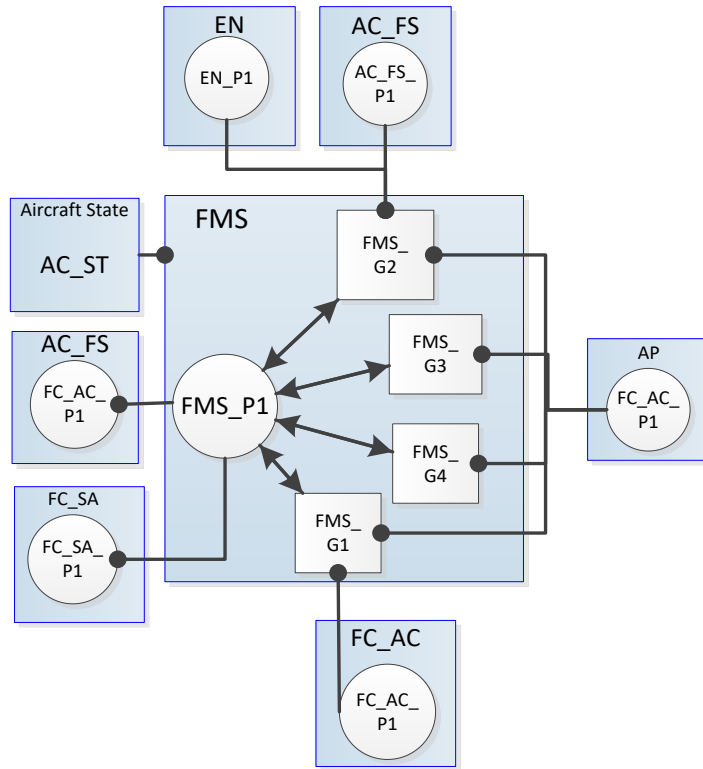 EN
EN_P1
AC_FS
AC_FS_
P1
Aircraft State
AC_ST
FMS
FMS_
G2
AC_FS
FC_AC_
P1
FMS_P1
FMS_
G3
AP
FC_AC_
P1
FMS_
G4
FC_SA
FC_SA_
P1
FMS_
G1
FC_AC
FC_AC_
P1